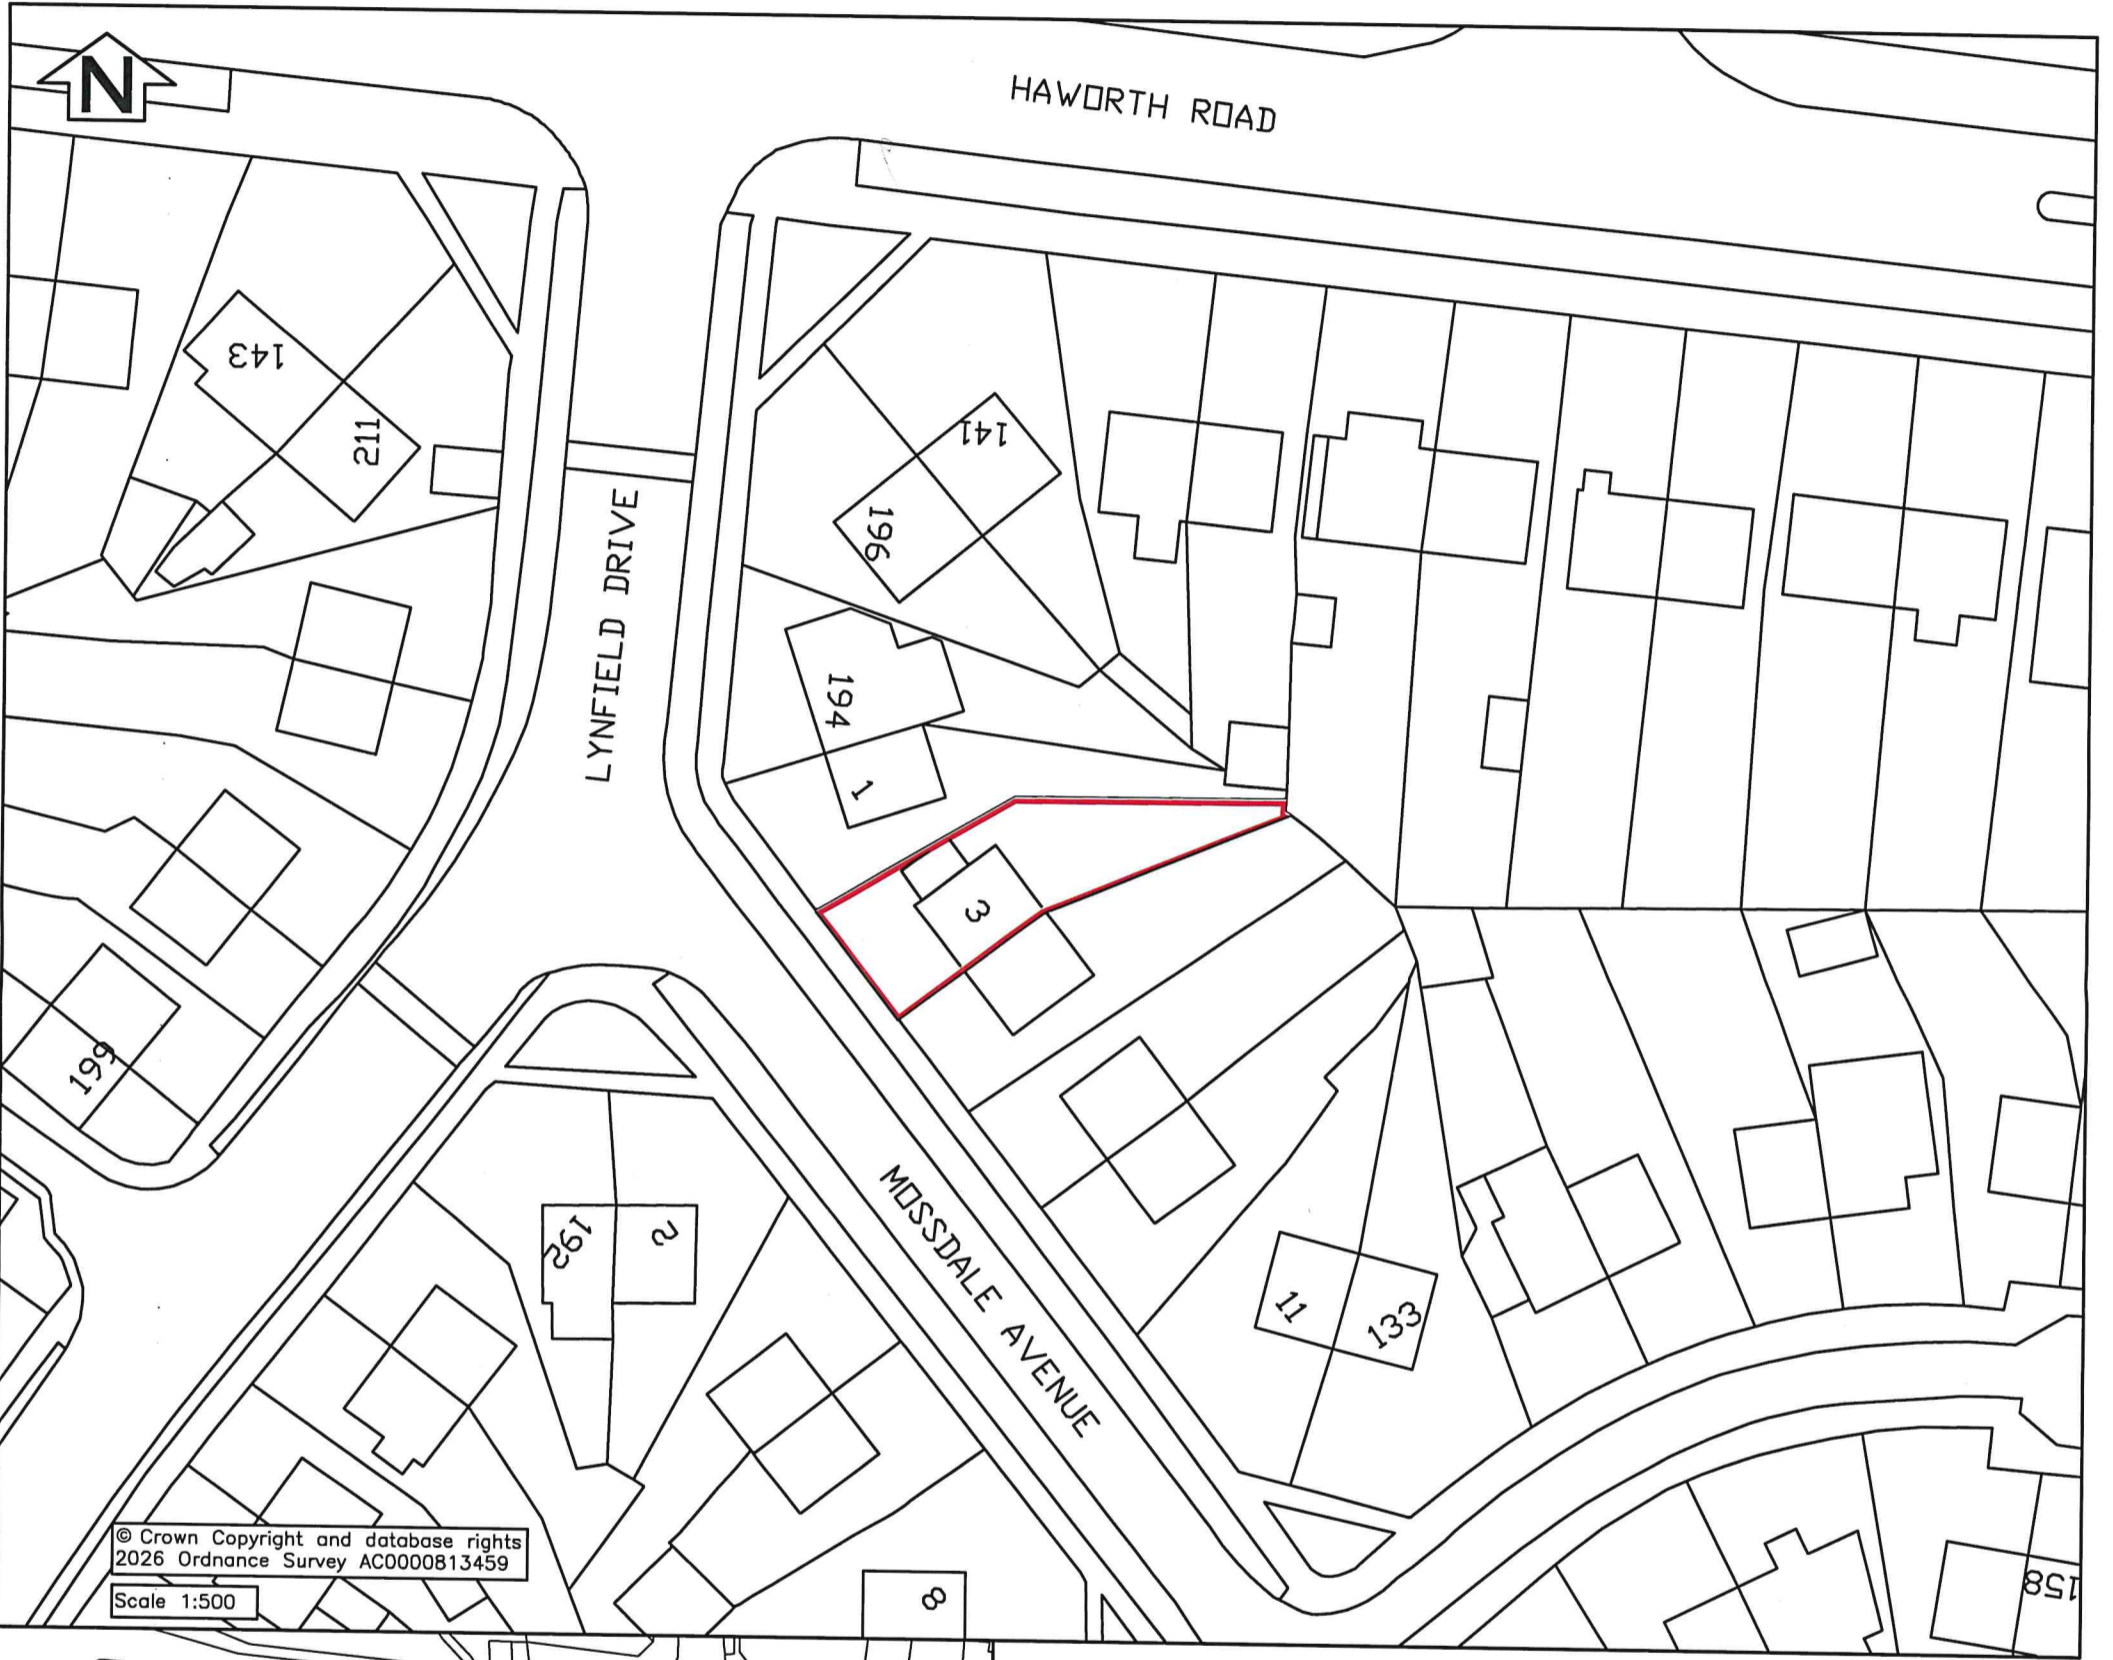 N
HAWORTH ROAD
143
211
141
196
LYNFIELD DRIVE
194
1
3
199
192
2
MOSSDALE AVENUE
11
133
© Crown Copyright and database rights
2026 Ordnance Survey AC0000813459
Scale 1:500
8
158